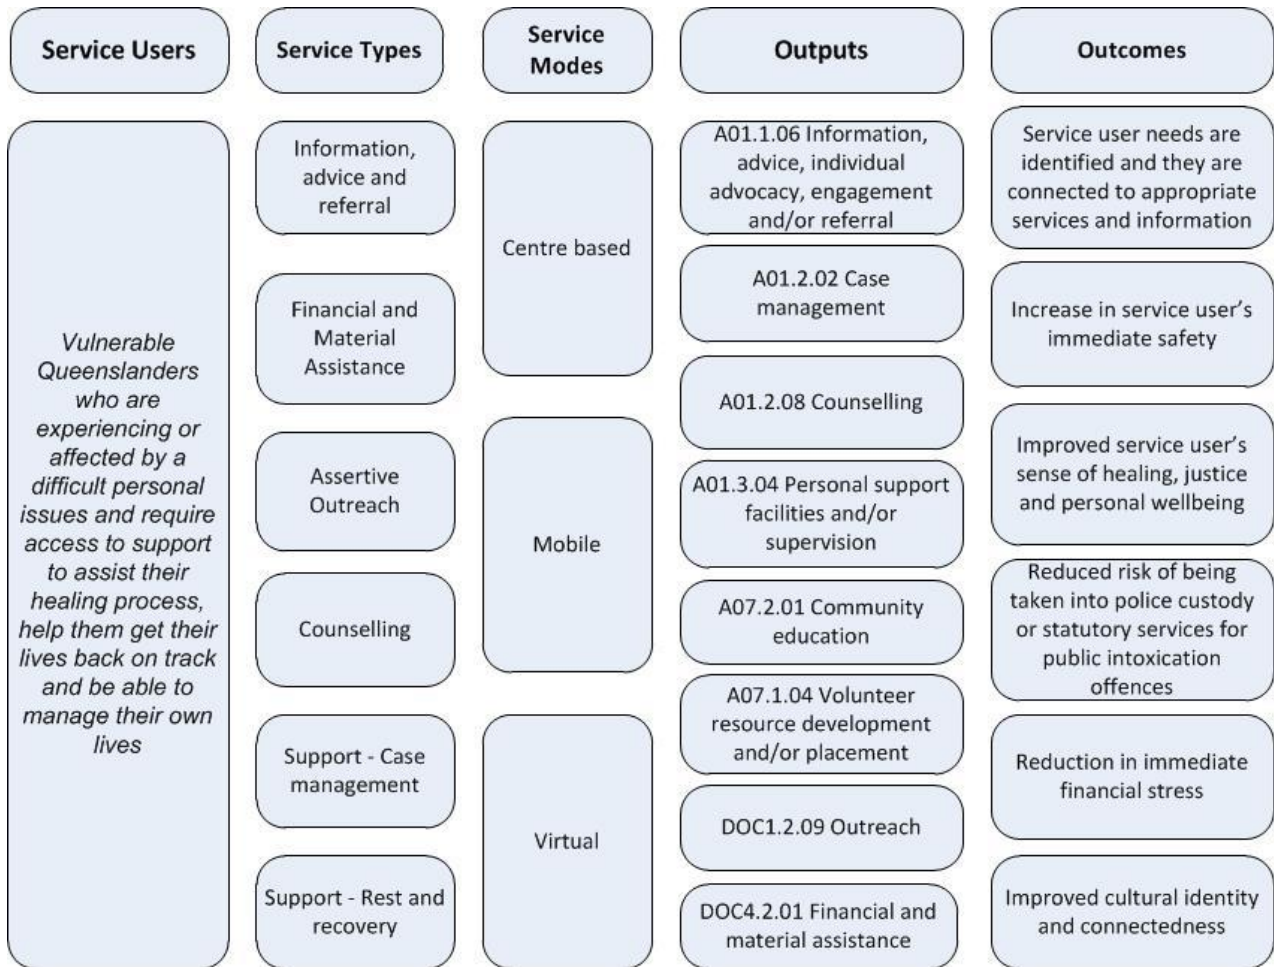 Service Users
Service Types
Service
Modes
Outputs
Outcomes
Vulnerable
Queenslanders
who are
experiencing or
affected by a
difficult personal
issues and require
access to support
to assist their
healing process,
help them get their
lives back on track
and be able to
manage their own
lives
Information,
advice and
referral
Financial and
Material
Assistance
Assertive
Outreach
Counselling
Support - Case
management
Support - Rest and
recovery
Centre based
Mobile
Virtual
A01.1.06 Information,
advice, individual
advocacy, engagement
and/or referral
A01.2.02 Case
management
A01.2.08 Counselling
A01.3.04 Personal support
facilities and/or
supervision
A07.2.01 Community
education
A07.1.04 Volunteer
resource development
and/or placement
DOC1.2.09 Outreach
DOC4.2.01 Financial and
material assistance
Service user needs are
identified and they are
connected to appropriate
services and information
Increase in service user’s
immediate safety
Improved service user’s
sense of healing, justice
and personal wellbeing
Reduced risk of being
taken into police custody
or statutory services for
public intoxication
offences
Reduction in immediate
financial stress
Improved cultural identity
and connectedness